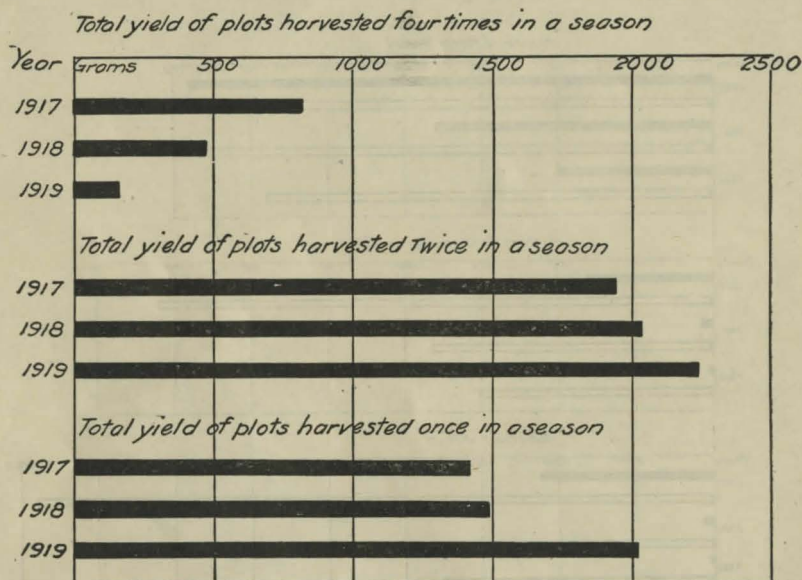 Total yield of plots harvested four times in a season
Year Grams 500 1000 1500 2000 2500
1917
1918
1919
Total yield of plots harvested Twice in a season
1917
1918
1919
Total yield of plots harvested once in a season
1917
1918
1919